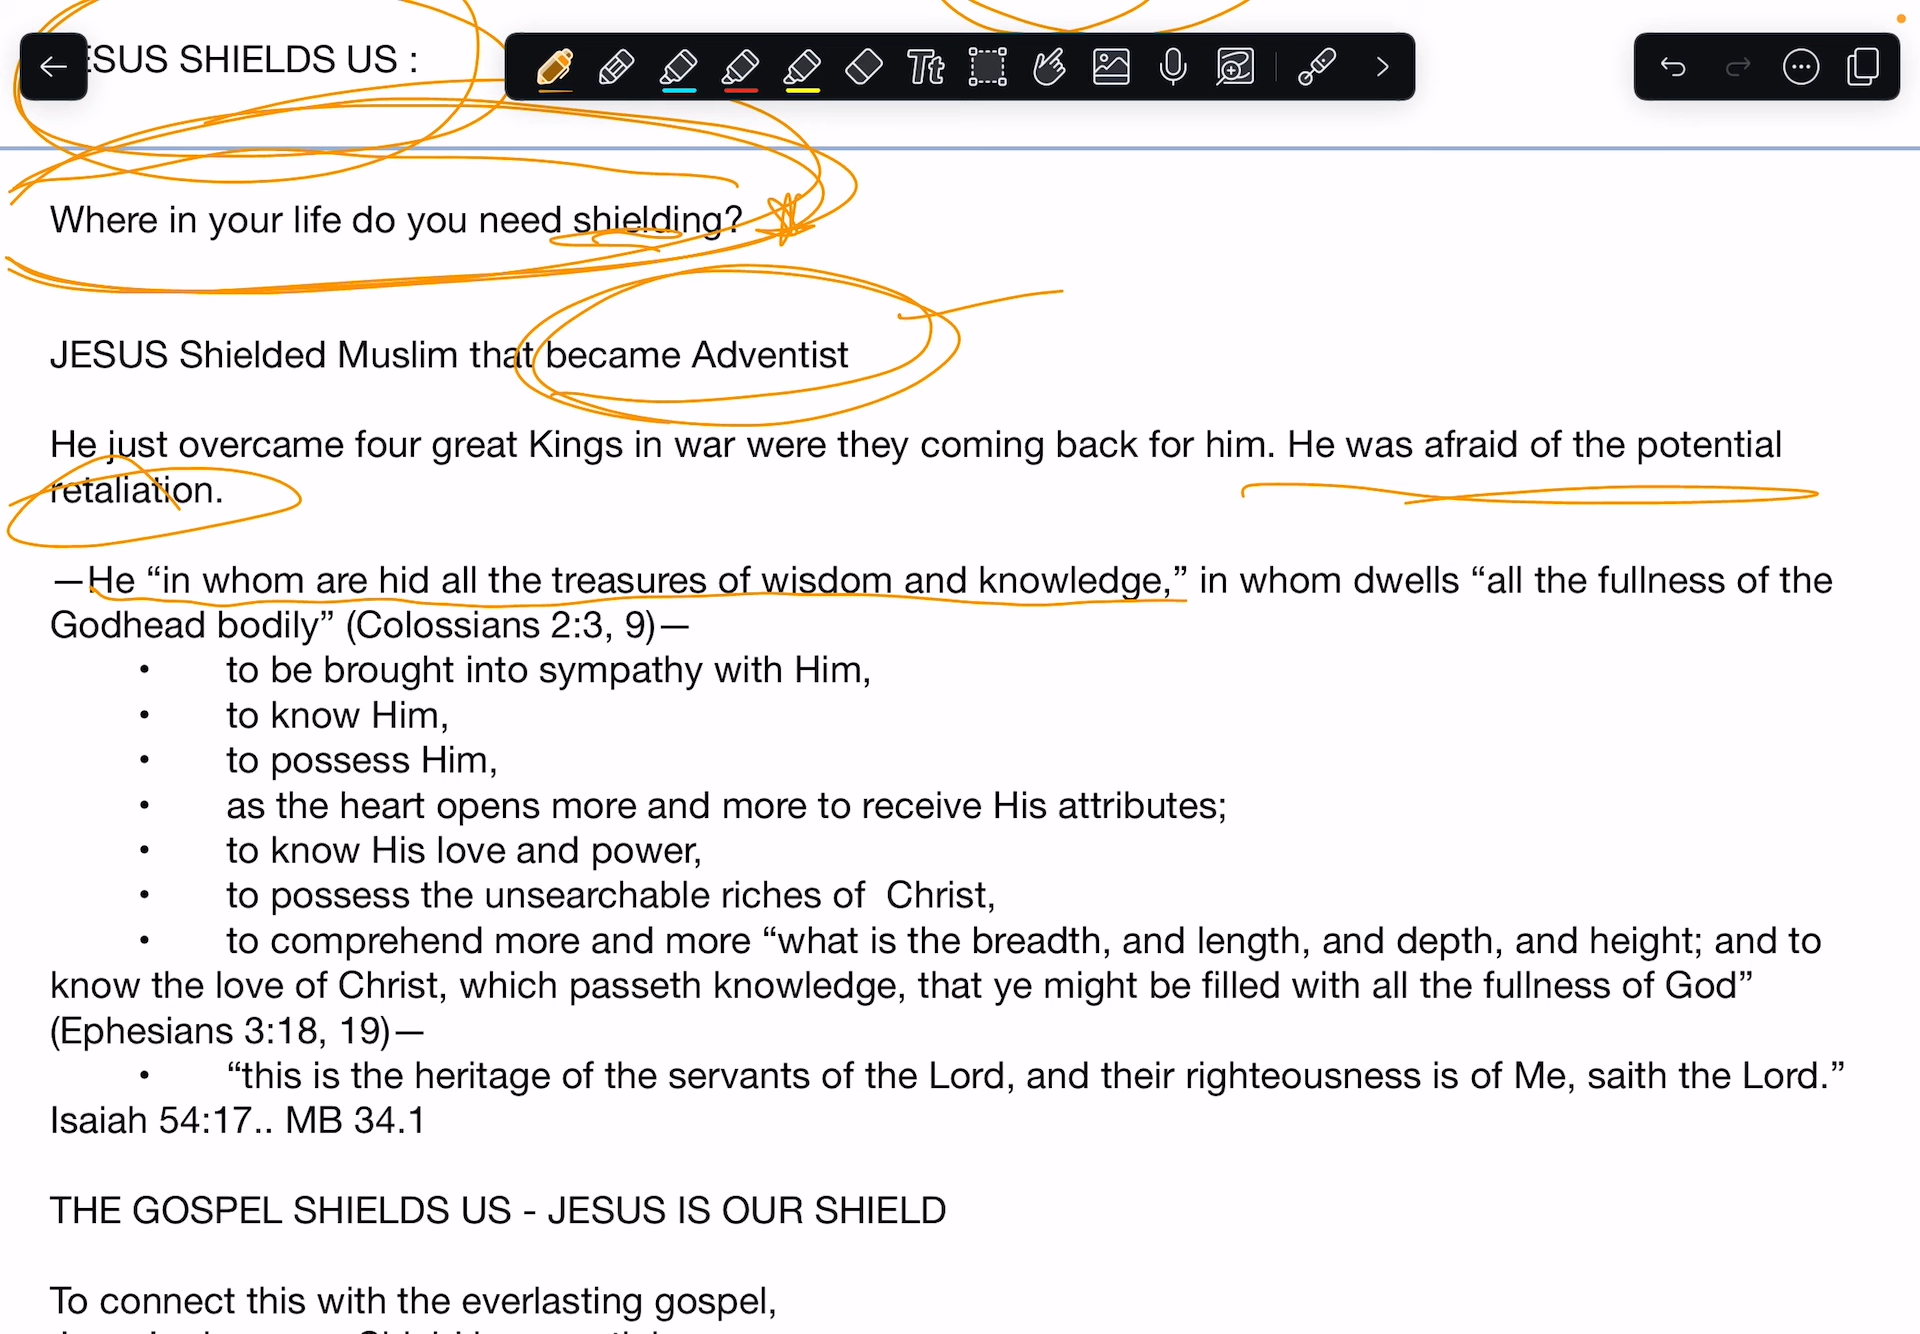 ESUS SHIELDS US :
Tt
Where in your life do you need shielding?
JESUS Shielded Muslim that became Adventist
He just overcame four great Kings in war were they coming back for him. He was afraid of the potential
retaliation.
—He “in whom are hid all the treasures of wisdom and knowledge,” in whom dwells “all the fullness of the
Godhead bodily” (Colossians 2:3, 9)—
• to be brought into sympathy with Him,
• to know Him,
• to possess Him,
• as the heart opens more and more to receive His attributes;
• to know His love and power,
• to possess the unsearchable riches of  Christ,
• to comprehend more and more “what is the breadth, and length, and depth, and height; and to
know the love of Christ, which passeth knowledge, that ye might be filled with all the fullness of God”
(Ephesians 3:18, 19)—
• “this is the heritage of the servants of the Lord, and their righteousness is of Me, saith the Lord.”
Isaiah 54:17.. MB 34.1
THE GOSPEL SHIELDS US - JESUS IS OUR SHIELD
To connect this with the everlasting gospel,